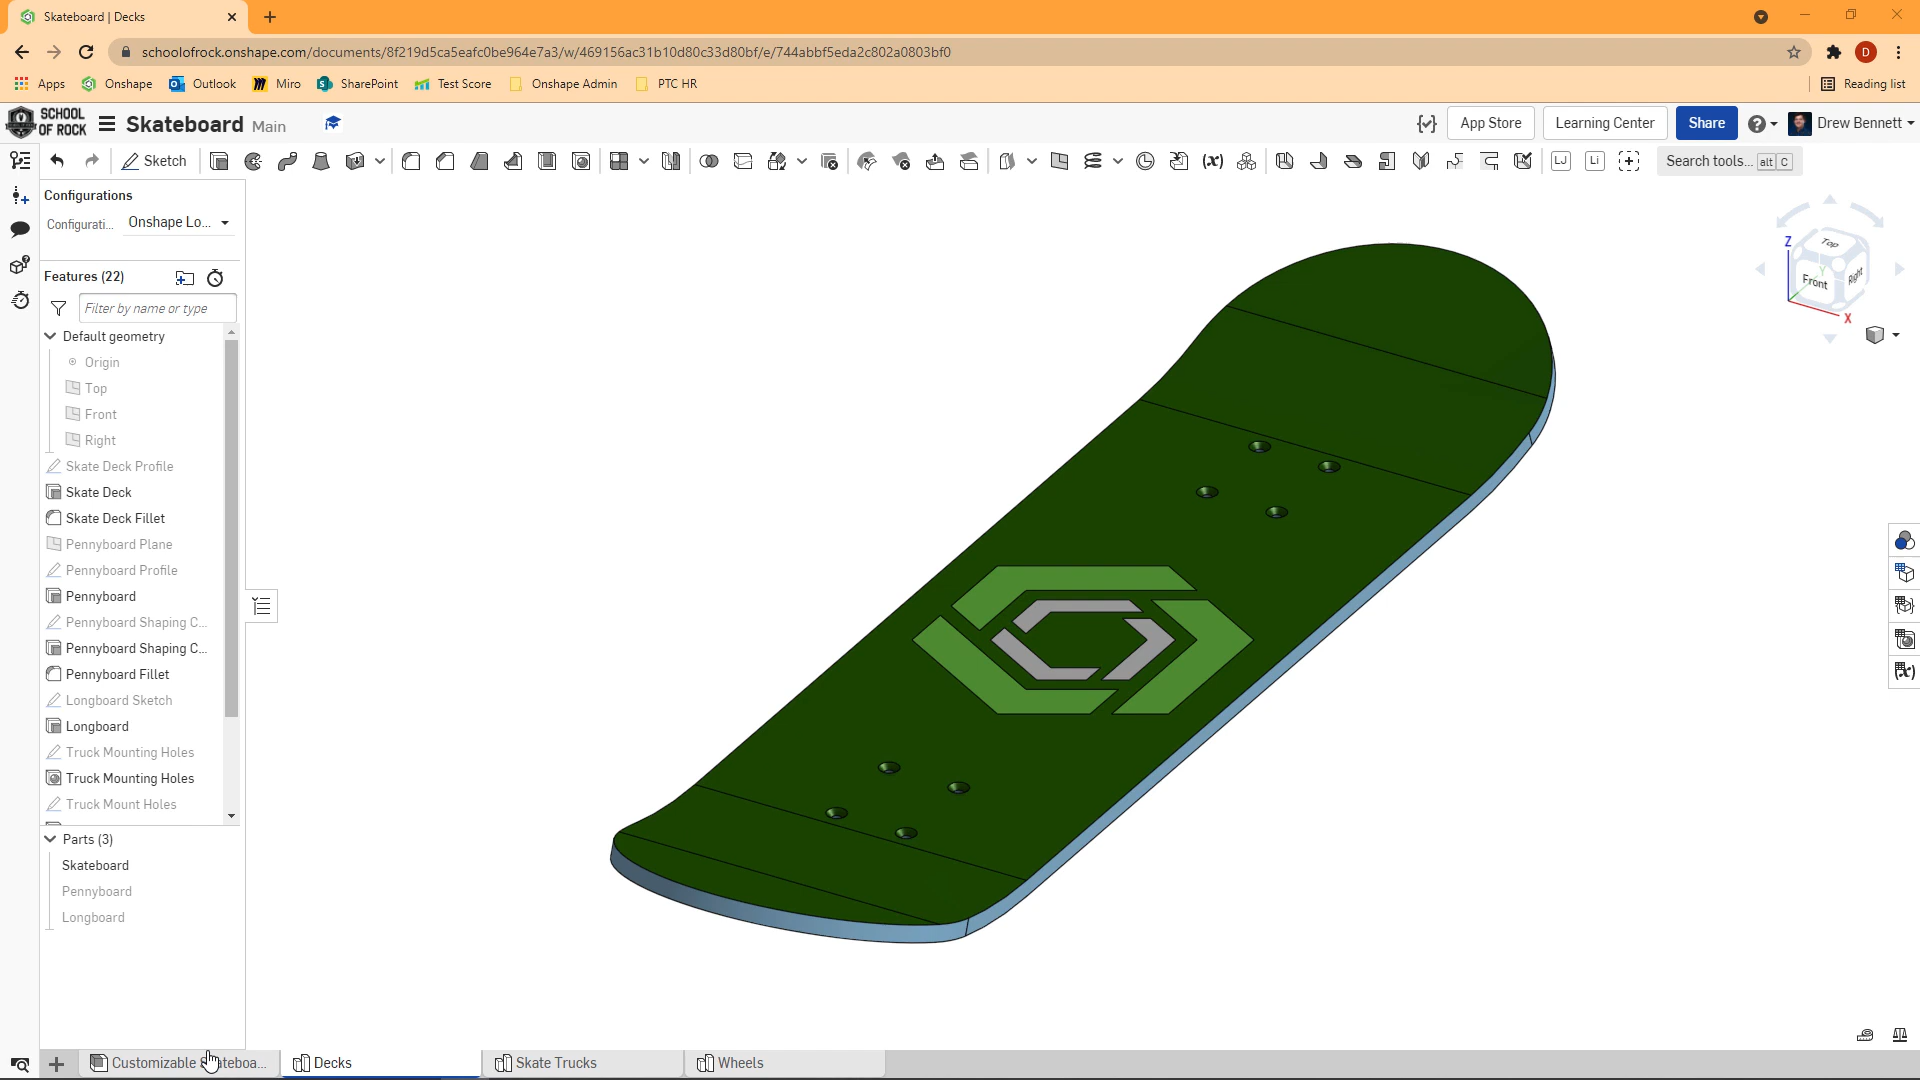 Skateboard | Decks
schoolofrock.onshape.com/documents/8f219d5ca5eafc0be964e7a3/w/469156ac31b10d80c33d80bf/e/744abbf5eda2c802a0803bf0
D
Apps Onshape Outlook Miro SharePoint Test Score Onshape Admin PTC HR Reading list
SCHOOL OF ROCK Skateboard Main App Store Learning Center Share Drew Bennett
Sketch (x) LJ Li Search tools... alt C
Configurations
Configurati... Onshape Lo...
Features (22)
Filter by name or type
Default geometry
Origin
Top
Front
Right
Skate Deck Profile
Skate Deck
Skate Deck Fillet
Pennyboard Plane
Pennyboard Profile
Pennyboard
Pennyboard Shaping C...
Pennyboard Shaping C...
Pennyboard Fillet
Longboard Sketch
Longboard
Truck Mounting Holes
Truck Mounting Holes
Truck Mount Holes
Parts (3)
Skateboard
Pennyboard
Longboard
Z Top Front Y Right X
(x)
Decks Skate Trucks Wheels